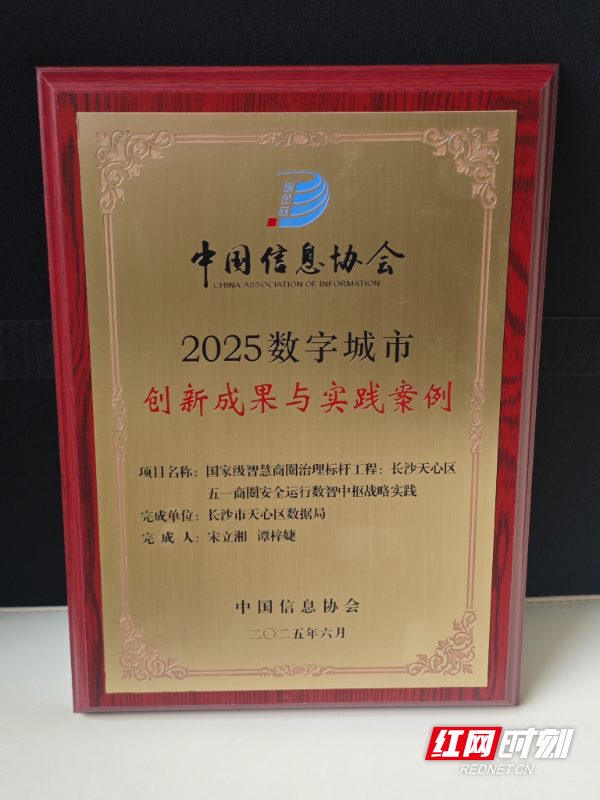 中国信息协会
CHINA ASSOCIATION OF INFORMATION
2025数字城市
创新成果与实践案例
项目名称：国家级智慧商圈治理标杆工程：长沙天心区
五一商圈安全运行数智中枢战略实践
完成单位：长沙市天心区数据局
完 成 人：宋立湘 谭梓婕
中国信息协会
二〇二五年六月
红网时刻
REDNET.CN